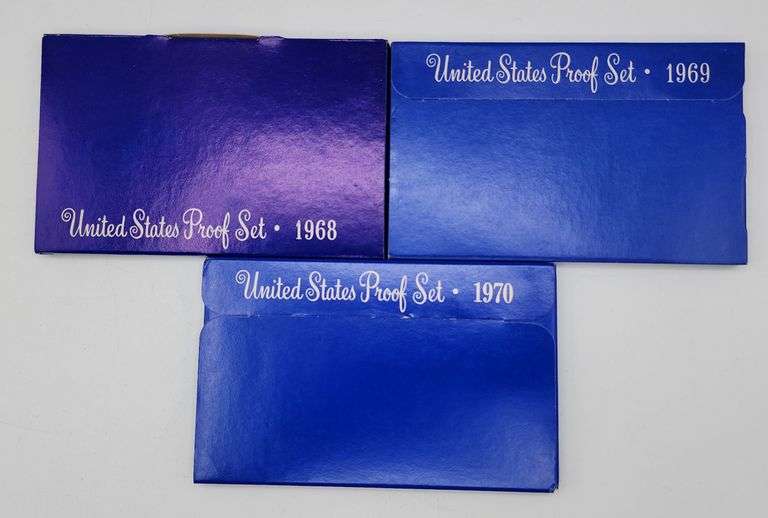 United States Proof Set • 1968
United States Proof Set • 1969
United States Proof Set • 1970